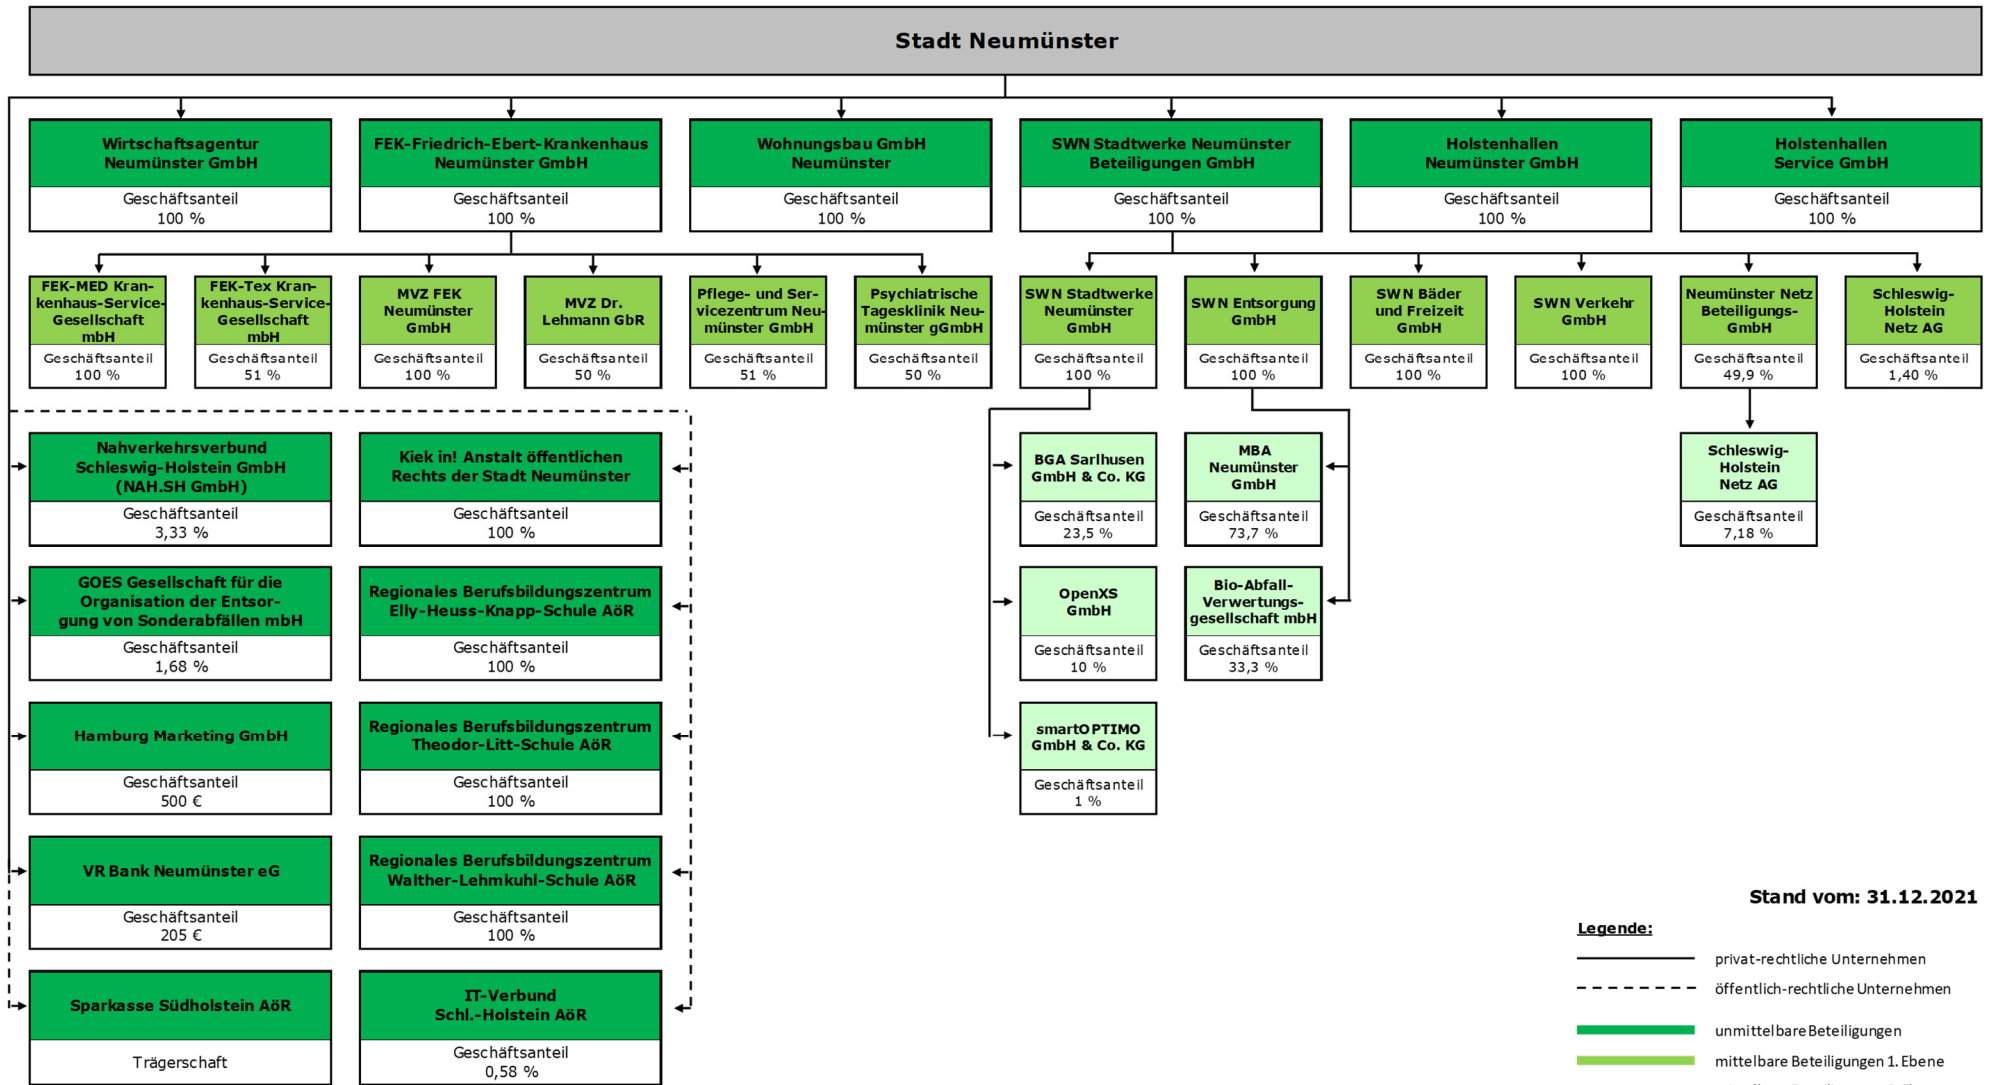 Stadt Neumünster
Wirtschaftsagentur
Neumünster GmbH
Geschäftsanteil
100 %
FEK-Friedrich-Ebert-Krankenhaus
Neumünster GmbH
Geschäftsanteil
100 %
Wohnungsbau GmbH
Neumünster
Geschäftsanteil
100 %
SWN Stadtwerke Neumünster
Beteiligungen GmbH
Geschäftsanteil
100 %
Holstenhallen
Neumünster GmbH
Geschäftsanteil
100 %
Holstenhallen
Service GmbH
Geschäftsanteil
100 %
FEK-MED Kran-
kenhaus-Service-
Gesellschaft
mbH
Geschäftsanteil
100 %
FEK-Tex Kran-
kenhaus-Service-
Gesellschaft
mbH
Geschäftsanteil
51 %
MVZ FEK
Neumünster
GmbH
Geschäftsanteil
100 %
MVZ Dr.
Lehmann GbR
Geschäftsanteil
50 %
Pflege- und Ser-
vicezentrum Neu-
münster GmbH
Geschäftsanteil
51 %
Psychiatrische
Tagesklinik Neu-
münster gGmbH
Geschäftsanteil
50 %
SWN Stadtwerke
Neumünster
GmbH
Geschäftsanteil
100 %
SWN Entsorgung
GmbH
Geschäftsanteil
100 %
SWN Bäder
und Freizeit
GmbH
Geschäftsanteil
100 %
SWN Verkehr
GmbH
Geschäftsanteil
100 %
Neumünster Netz
Beteiligungs-
GmbH
Geschäftsanteil
49,9 %
Schleswig-
Holstein
Netz AG
Geschäftsanteil
1,40 %
Nahverkehrsverbund
Schleswig-Holstein GmbH
(NAH.SH GmbH)
Geschäftsanteil
3,33 %
Kiek in! Anstalt öffentlichen
Rechts der Stadt Neumünster
Geschäftsanteil
100 %
BGA Sarlhusen
GmbH & Co. KG
Geschäftsanteil
23,5 %
MBA
Neumünster
GmbH
Geschäftsanteil
73,7 %
Schleswig-
Holstein
Netz AG
Geschäftsanteil
7,18 %
GOES Gesellschaft für die
Organisation der Entsor-
gung von Sonderabfällen mbH
Geschäftsanteil
1,68 %
Regionales Berufsbildungszentrum
Elly-Heuss-Knapp-Schule AöR
Geschäftsanteil
100 %
OpenXS
GmbH
Geschäftsanteil
10 %
Bio-Abfall-
Verwertungs-
gesellschaft mbH
Geschäftsanteil
33,3 %
Hamburg Marketing GmbH
Geschäftsanteil
500 €
Regionales Berufsbildungszentrum
Theodor-Litt-Schule AöR
Geschäftsanteil
100 %
smartOPTIMO
GmbH & Co. KG
Geschäftsanteil
1 %
VR Bank Neumünster eG
Geschäftsanteil
205 €
Regionales Berufsbildungszentrum
Walther-Lehmkuhl-Schule AöR
Geschäftsanteil
100 %
Sparkasse Südholstein AöR
Trägerschaft
IT-Verbund
Schl.-Holstein AöR
Geschäftsanteil
0,58 %
Stand vom: 31.12.2021
Legende:
privat-rechtliche Unternehmen
öffentlich-rechtliche Unternehmen
unmittelbare Beteiligungen
mittelbare Beteiligungen 1. Ebene